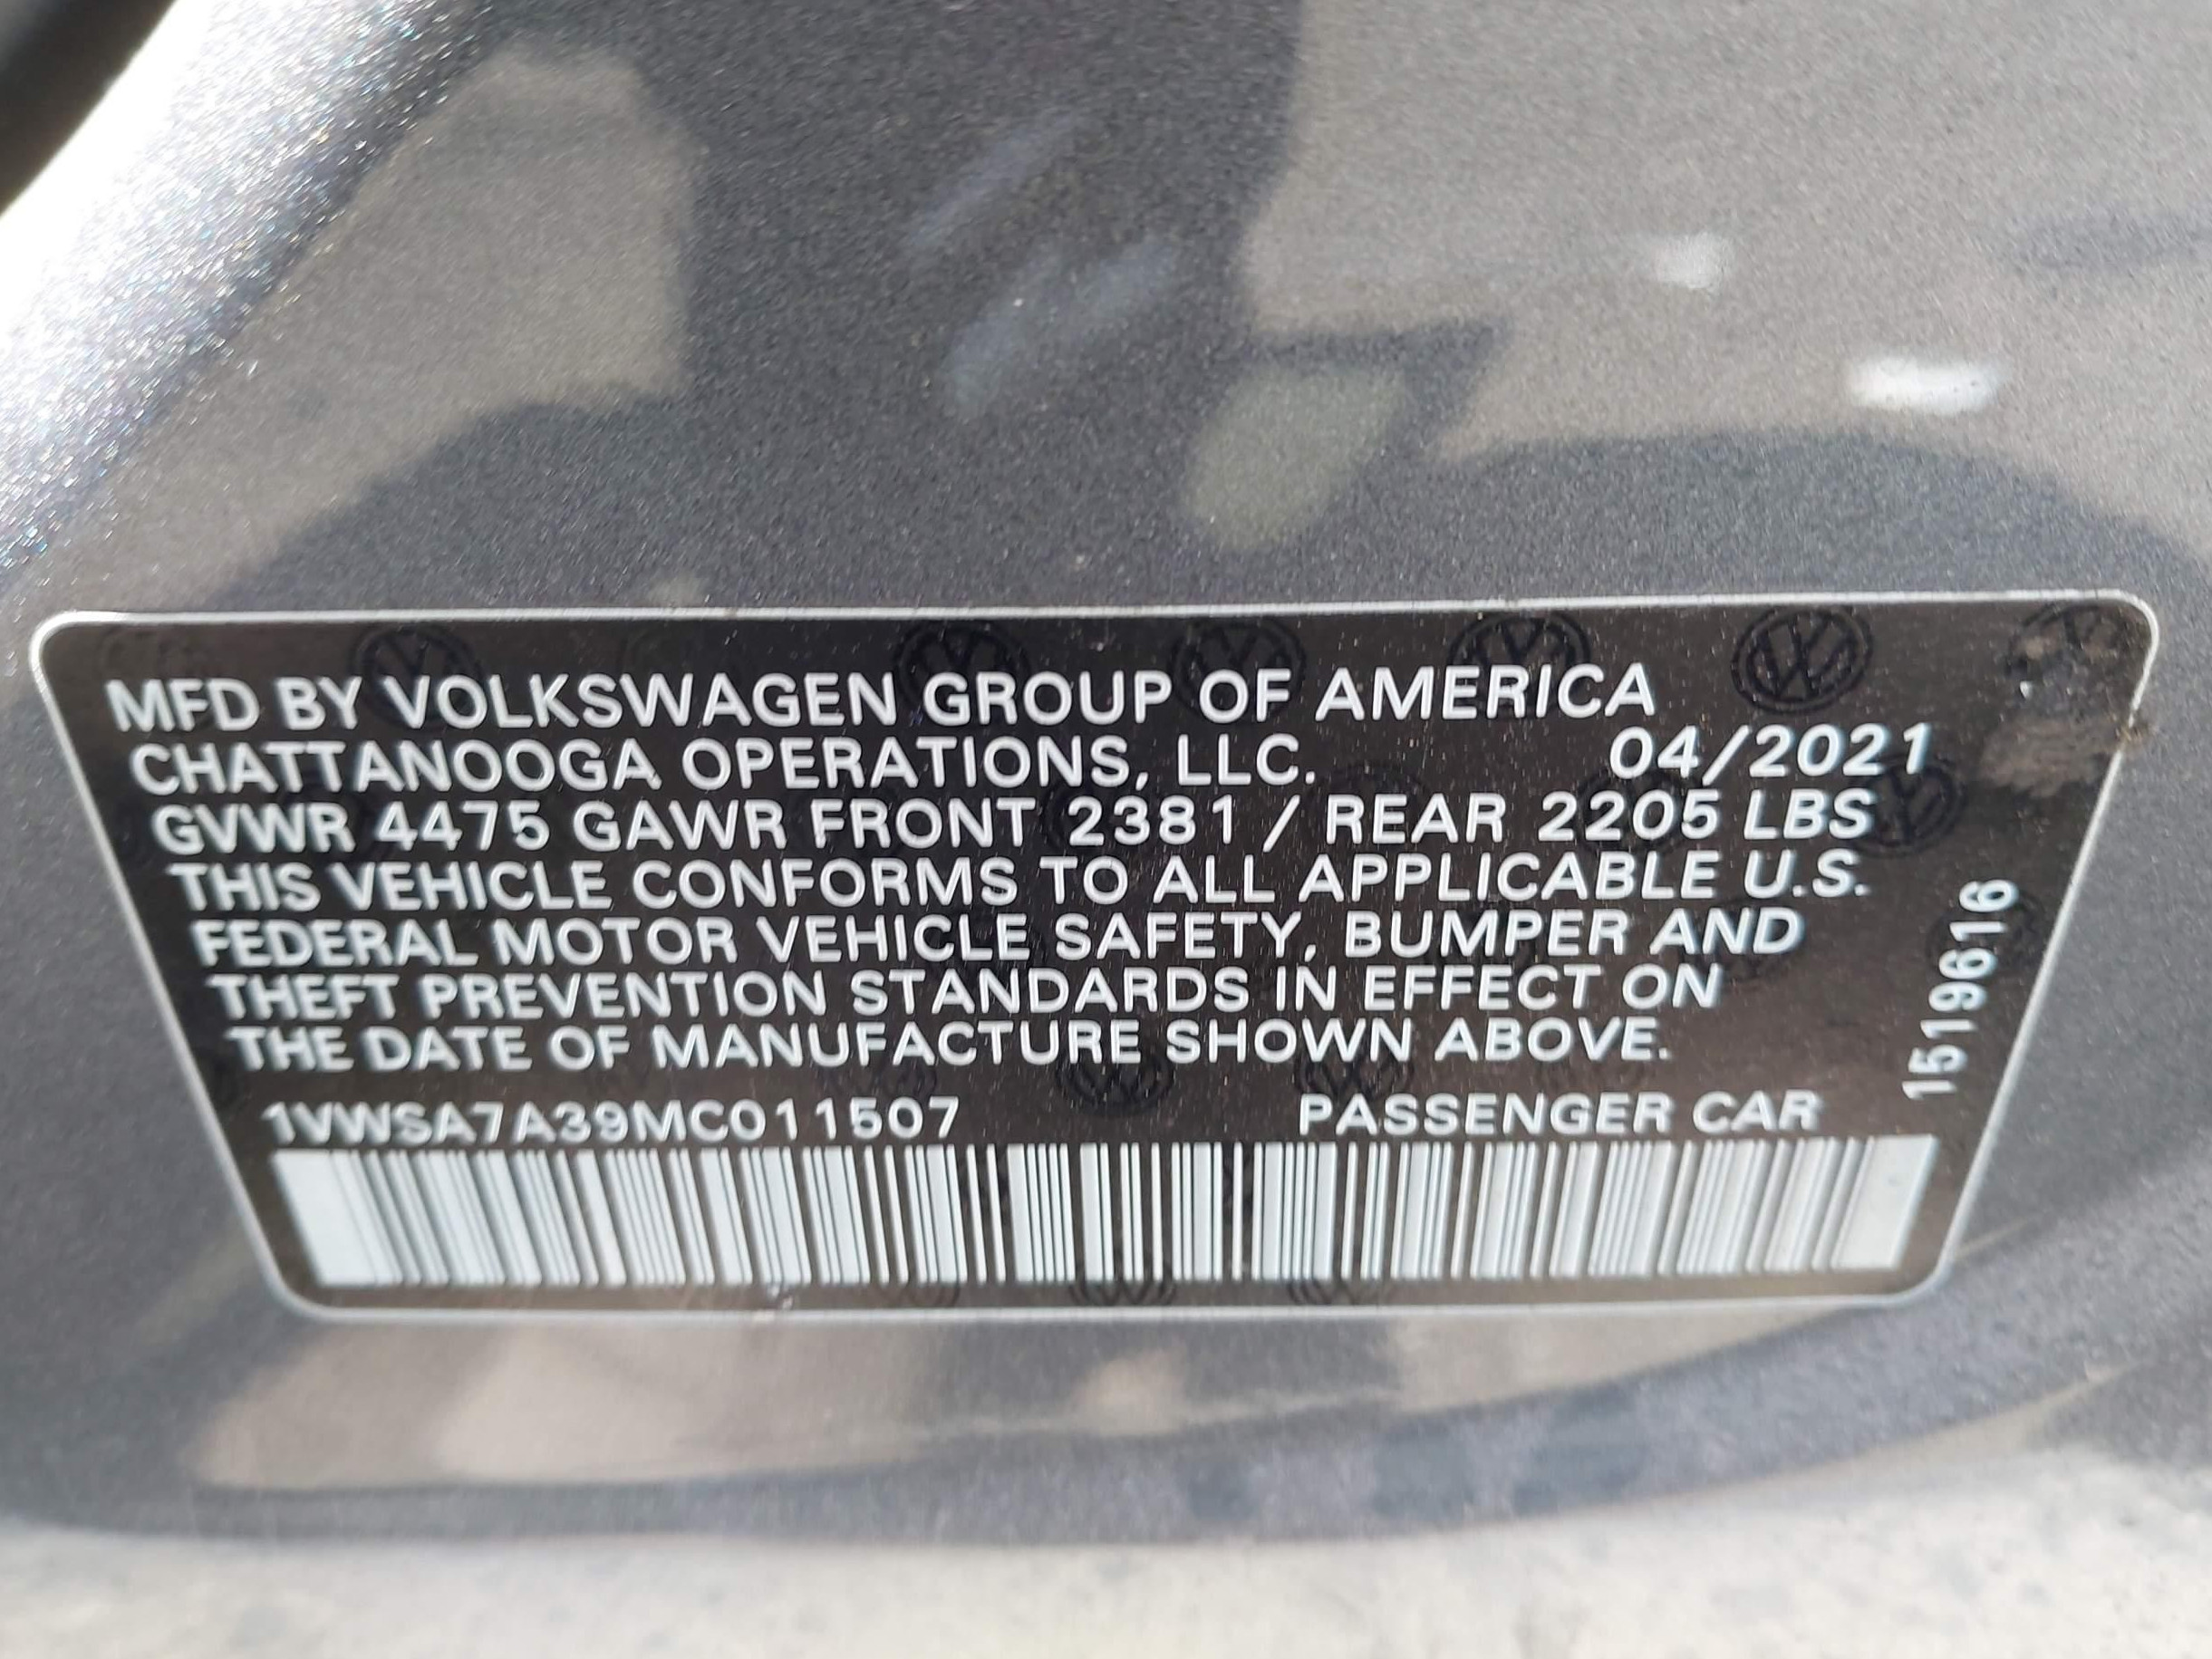 MFD BY VOLKSWAGEN GROUP OF AMERICA
CHATTANOOGA OPERATIONS, LLC. 04/2021
GVWR 4475 GAWR FRONT 2381 / REAR 2205 LBS
THIS VEHICLE CONFORMS TO ALL APPLICABLE U.S.
FEDERAL MOTOR VEHICLE SAFETY, BUMPER AND
THEFT PREVENTION STANDARDS IN EFFECT ON
THE DATE OF MANUFACTURE SHOWN ABOVE.
1VWSA7A39MC011507 PASSENGER CAR
1519616